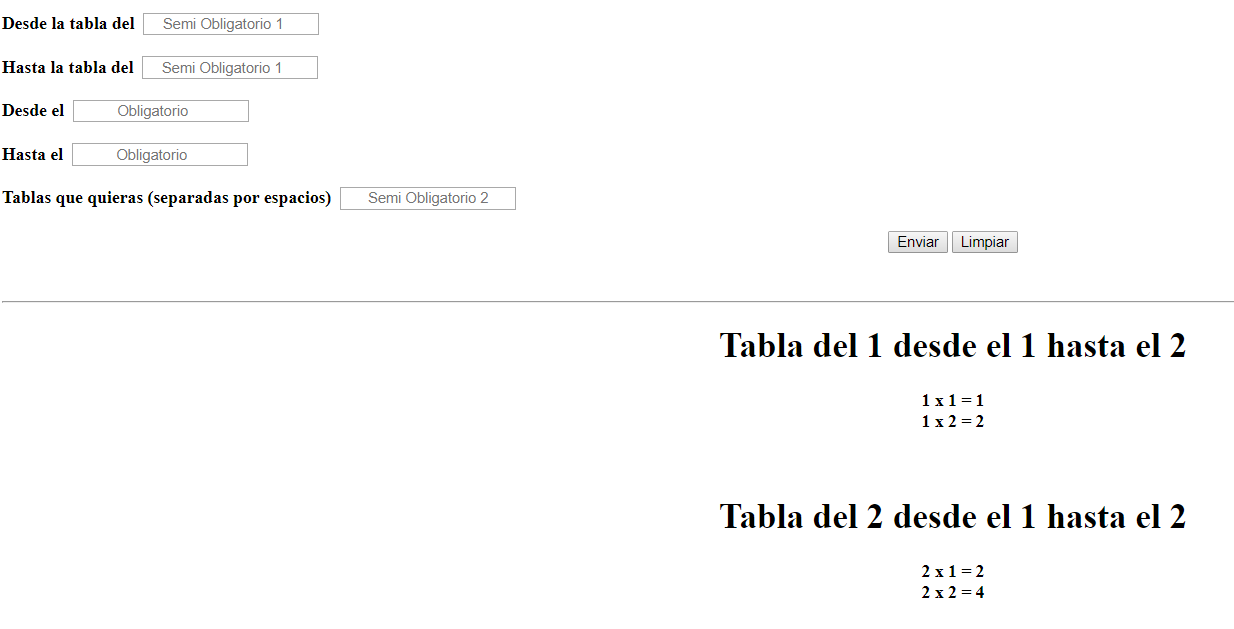 Desde la tabla del Semi Obligatorio 1
Hasta la tabla del Semi Obligatorio 1
Desde el Obligatorio
Hasta el Obligatorio
Tablas que quieras (separadas por espacios) Semi Obligatorio 2
Enviar Limpiar
Tabla del 1 desde el 1 hasta el 2
1 x 1 = 1
1 x 2 = 2
Tabla del 2 desde el 1 hasta el 2
2 x 1 = 2
2 x 2 = 4